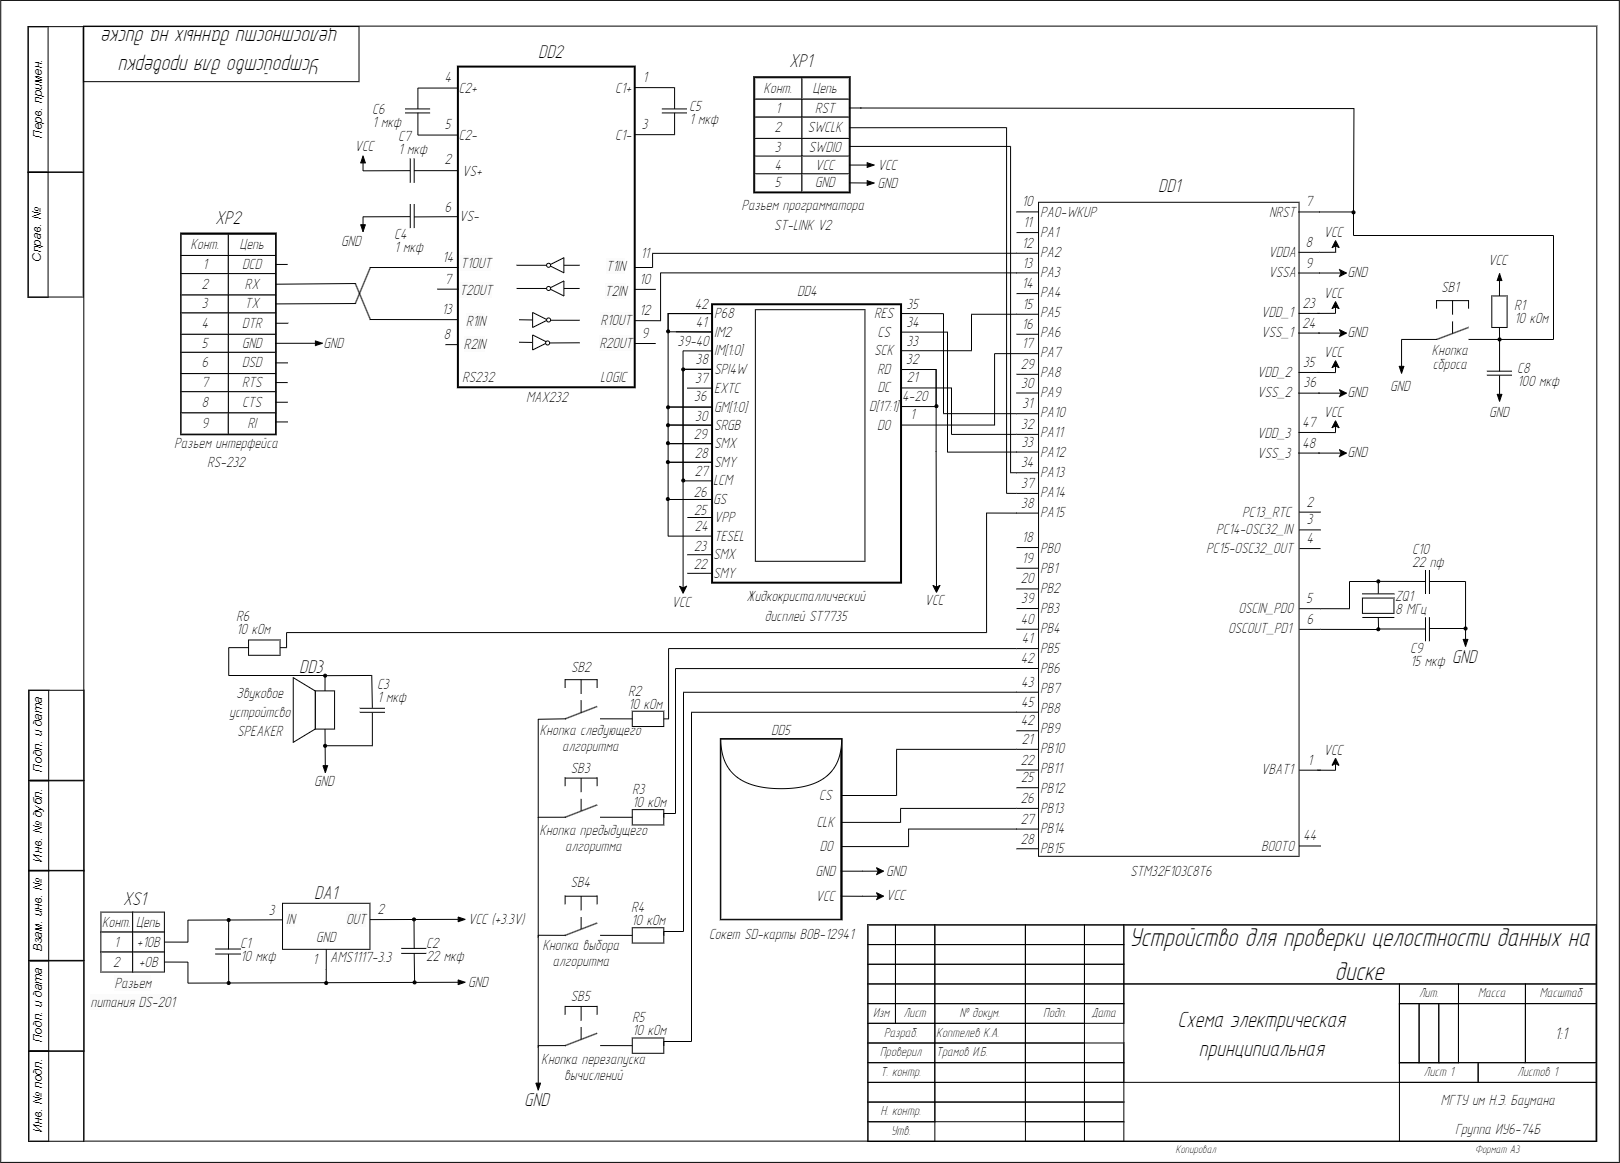 Устройство для проверки
целостности данных на диске
Перв. примен.
Справ. №
Подп. и дата
Инв. № дубл.
Взам. инв. №
Подп. и дата
Инв. № подл.
DD2
4
C2+
C6
1 мкф
5
C2-
C7
1 мкф
VCC
2
VS+
6
VS-
GND
C4
1 мкф
14
T1OUT
7
T2OUT
13
R1IN
8
R2IN
RS232
1
C1+
C5
1 мкф
3
C1-
11
T1IN
10
T2IN
12
R1OUT
9
R2OUT
LOGIC
MAX232
XP2
Конт. Цепь
1 DCD
2 RX
3 TX
4 DTR
5 GND
GND
6 DSD
7 RTS
8 CTS
9 RI
Разъем интерфейса
RS-232
XP1
Конт. Цепь
1 RST
2 SWCLK
3 SWDIO
4 VCC
VCC
5 GND
GND
Разъем программатора
ST-LINK V2
DD4
42 P68
41 IM2
39-40 IM[1:0]
38 SPI4W
37 EXTC
36 GM[1:0]
30 SRGB
29 SMX
28 SMY
27 LCM
26 GS
25 VPP
24 TESEL
23 SMX
22 SMY
RES 35
CS 34
SCK 33
RD 32
DC 21
D[17:1] 4-20
DO 1
VCC
VCC
Жидкокристаллический
дисплей ST7735
DD1
10 PA0-WKUP
11 PA1
12 PA2
13 PA3
14 PA4
15 PA5
16 PA6
17 PA7
29 PA8
30 PA9
31 PA10
32 PA11
33 PA12
34 PA13
37 PA14
38 PA15
18 PB0
19 PB1
20 PB2
39 PB3
40 PB4
41 PB5
42 PB6
43 PB7
45 PB8
42 PB9
21 PB10
22 PB11
25 PB12
26 PB13
27 PB14
28 PB15
NRST 7
VDDA 8 VCC
VSSA 9 GND
VDD_1 23 VCC
VSS_1 24 GND
VDD_2 35 VCC
VSS_2 36 GND
VDD_3 47 VCC
VSS_3 48 GND
PC13_RTC 2
PC14-OSC32_IN 3
PC15-OSC32_OUT 4
OSCIN_PD0 5
OSCOUT_PD1 6
VBAT1 1 VCC
BOOT0 44
STM32F103C8T6
VCC
SB1
R1
10 кОм
Кнопка
сброса
GND
C8
100 мкф
GND
C10
22 пф
ZQ1
8 МГц
C9
15 мкф
GND
R6
10 кОм
DD3
Звуковое
устройтсво
SPEAKER
C3
1 мкф
GND
SB2
R2
10 кОм
Кнопка следующего
алгоритма
SB3
R3
10 кОм
Кнопка предыдущего
алгоритма
SB4
R4
10 кОм
Кнопка выбора
алгоритма
SB5
R5
10 кОм
Кнопка перезапуска
вычислений
GND
DD5
CS
CLK
DO
GND
GND
VCC
VCC
Сокет SD-карты BOB-12941
XS1
Конт. Цепь
1 +10В
2 +0В
Разъем
питания DS-201
C1
10 мкф
DA1
3 IN
OUT 2
GND
1
AMS1117-3.3
C2
22 мкф
VCC (+3.3V)
GND
Устройство для проверки целостности данных на
диске
Изм Лист № докум. Подп. Дата
Разраб. Коптелев К.А.
Проверил Трамов И.Б.
Т. контр.
Н. контр.
Утв.
Схема электрическая
принципиальная
Лит. Масса Масштаб
1:1
Лист 1 Листов 1
МГТУ им Н.Э. Баумана
Группа ИУ6-74Б
Копировал
Формат А3